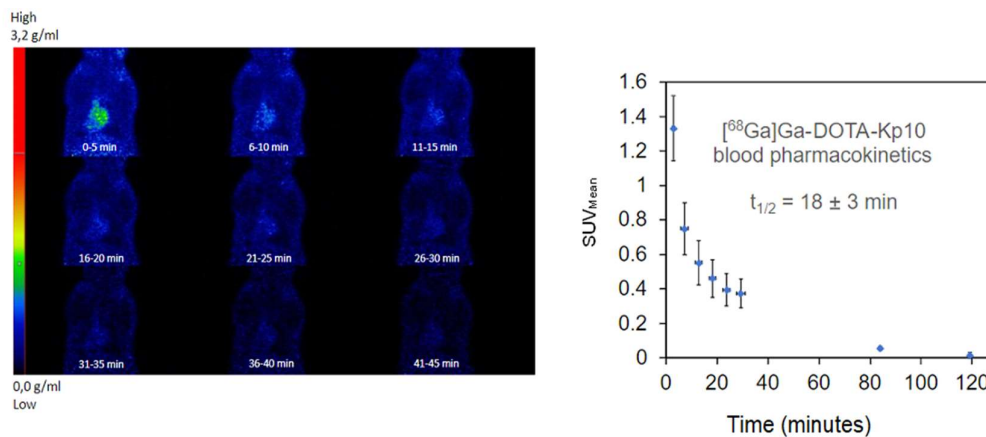 High
3,2 g/ml
0-5 min
6-10 min
11-15 min
16-20 min
21-25 min
26-30 min
31-35 min
36-40 min
41-45 min
0,0 g/ml
Low
1.6
1.4
1.2
1
0.8
0.6
0.4
0.2
0
SUVMean
[⁶⁸Ga]Ga-DOTA-Kp10
blood pharmacokinetics
t1/2 = 18 ± 3 min
0 20 40 60 80 100 120
Time (minutes)